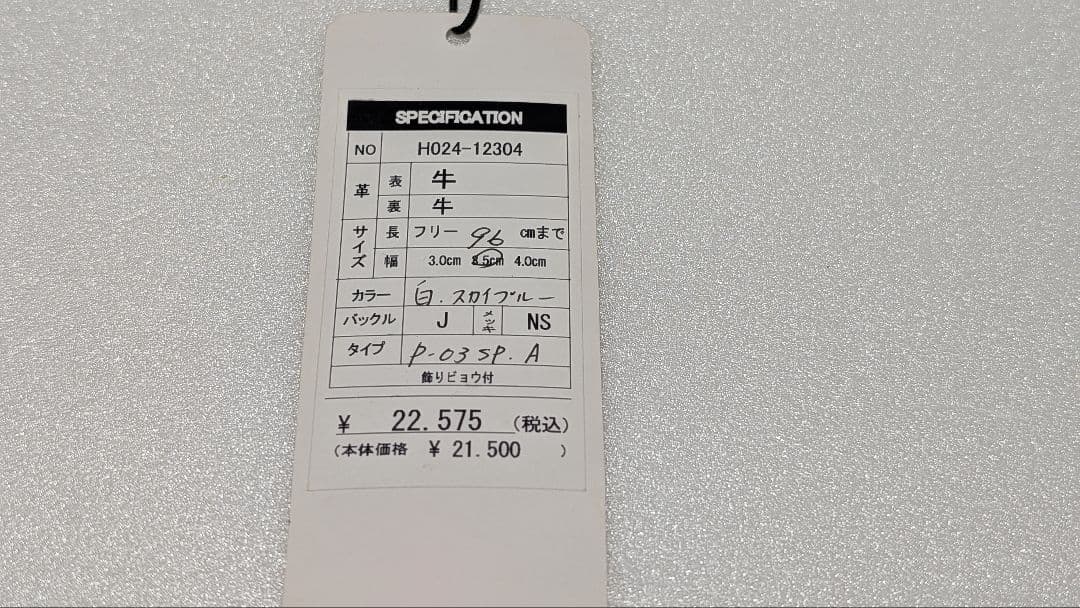 SPECIFICATION
NO H024-12304
革 表 牛
裏 牛
サイズ 長 フリー 96 cmまで
幅 3.0cm 3.5cm 4.0cm
カラー 白.スカイブルー
バックル J メッキ NS
タイプ P-03 SP. A
飾りビョウ付
¥ 22.575 (税込)
(本体価格 ¥ 21.500 )